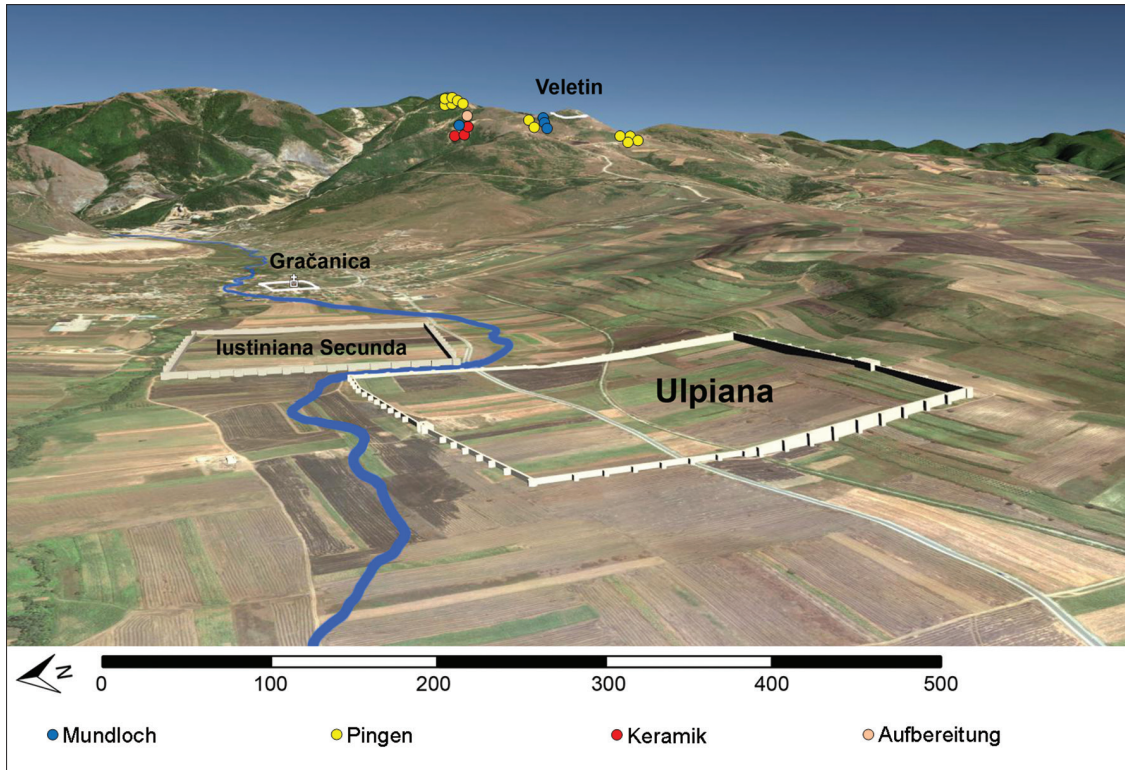 Veletin
Gračanica
Iustiniana Secunda
Ulpiana
N
0 100 200 300 400 500
Mundloch Pingen Keramik Aufbereitung